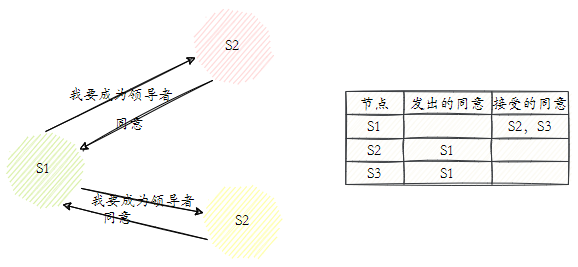 S2
我要成为领导者
同意
S1
我要成为领导者
同意
S2
节点 发出的同意 接受的同意
S1 S2, S3
S2 S1
S3 S1